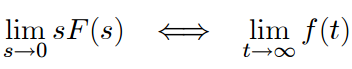 lim_{s→0} sF(s) ⟺ lim_{t→∞} f(t)